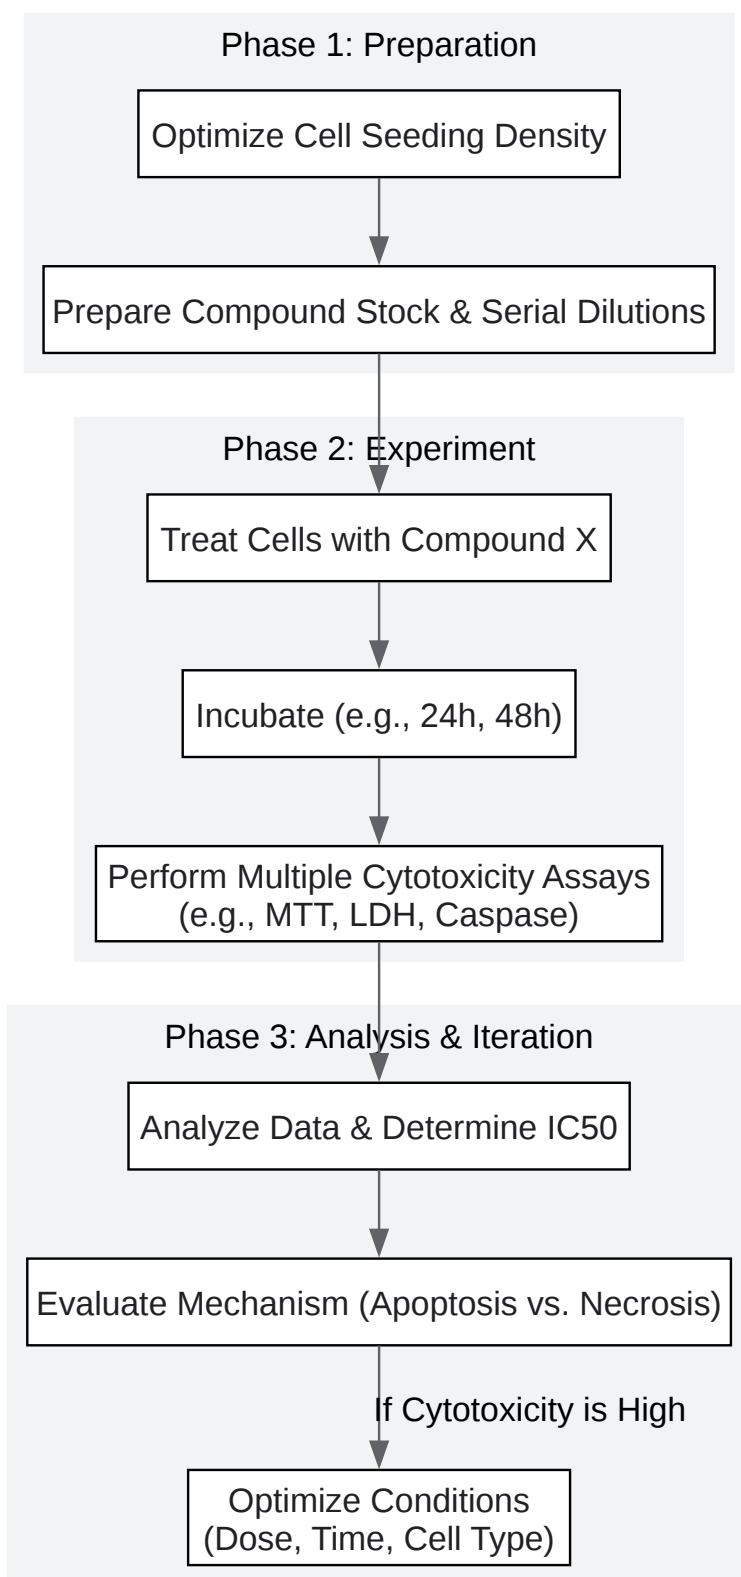 Phase 1: Preparation
Optimize Cell Seeding Density
Prepare Compound Stock & Serial Dilutions
Phase 2: Experiment
Treat Cells with Compound X
Incubate (e.g., 24h, 48h)
Perform Multiple Cytotoxicity Assays
(e.g., MTT, LDH, Caspase)
Phase 3: Analysis & Iteration
Analyze Data & Determine IC50
Evaluate Mechanism (Apoptosis vs. Necrosis)
If Cytotoxicity is High
Optimize Conditions
(Dose, Time, Cell Type)